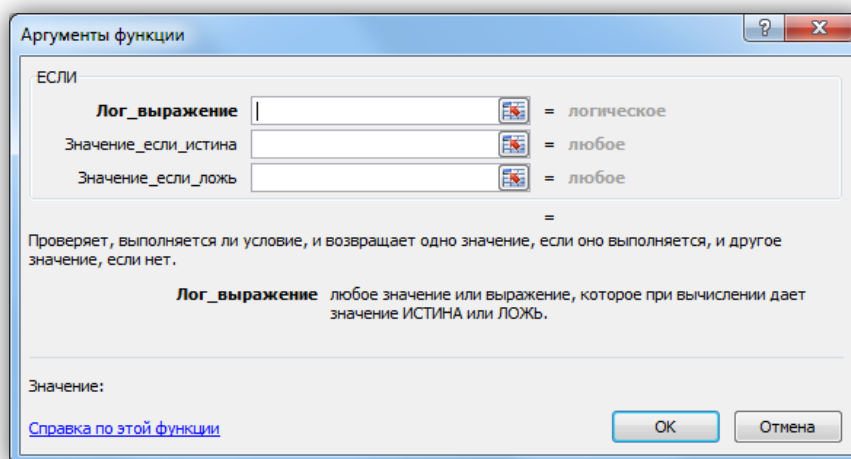 Аргументы функции
ЕСЛИ
Лог_выражение = логическое
Значение_если_истина = любое
Значение_если_ложь = любое
=
Проверяет, выполняется ли условие, и возвращает одно значение, если оно выполняется, и другое
значение, если нет.
Лог_выражение любое значение или выражение, которое при вычислении дает
значение ИСТИНА или ЛОЖЬ.
Значение:
Справка по этой функции
ОК
Отмена